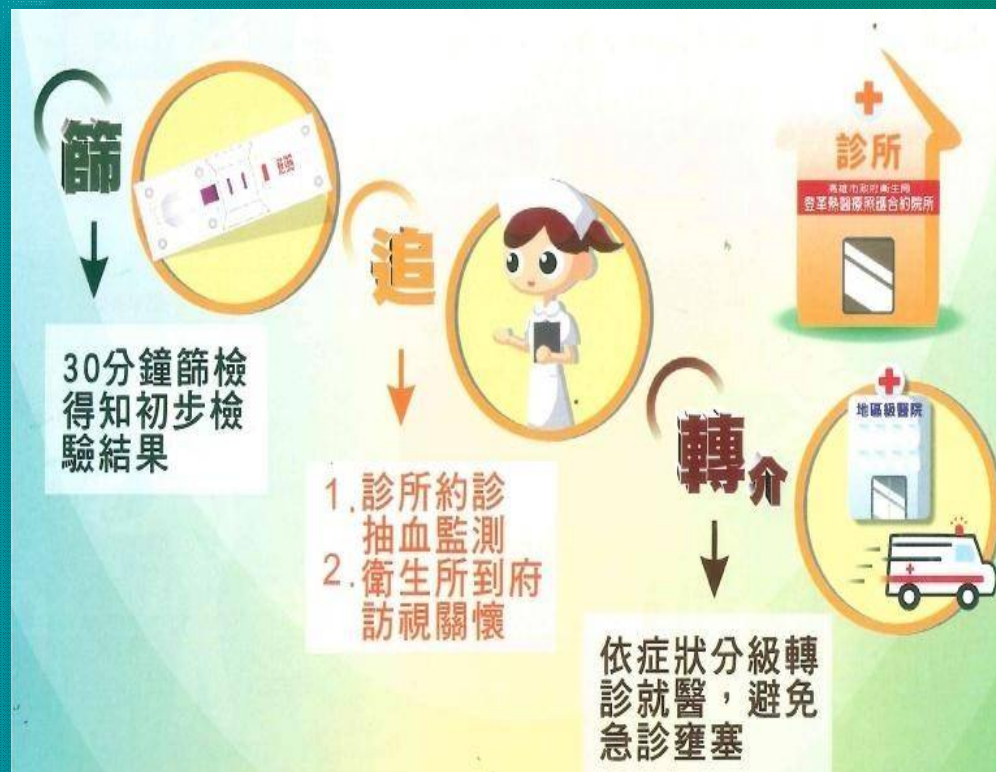 篩
30分鐘篩檢
得知初步檢
驗結果
追
1.診所約診
抽血監測
2.衛生所到府
訪視關懷
轉介
依症狀分級轉
診就醫，避免
急診壅塞
診所
高雄市政府衛生局
登革熱醫療照護合約院所
地區級醫院